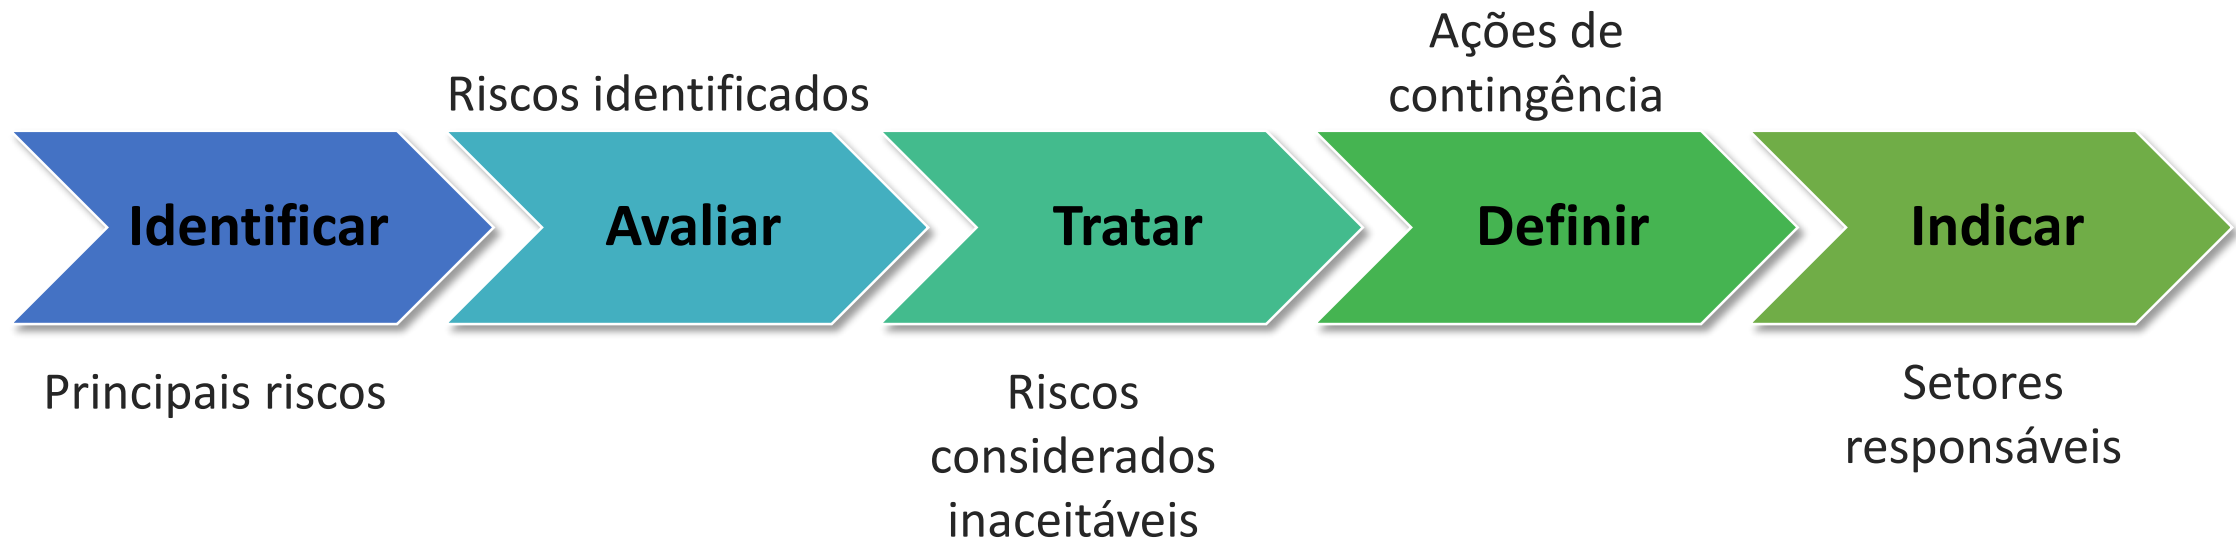 Identificar
Principais riscos
Riscos identificados
Avaliar
Tratar
Riscos
considerados
inaceitáveis
Ações de
contingência
Definir
Indicar
Setores
responsáveis